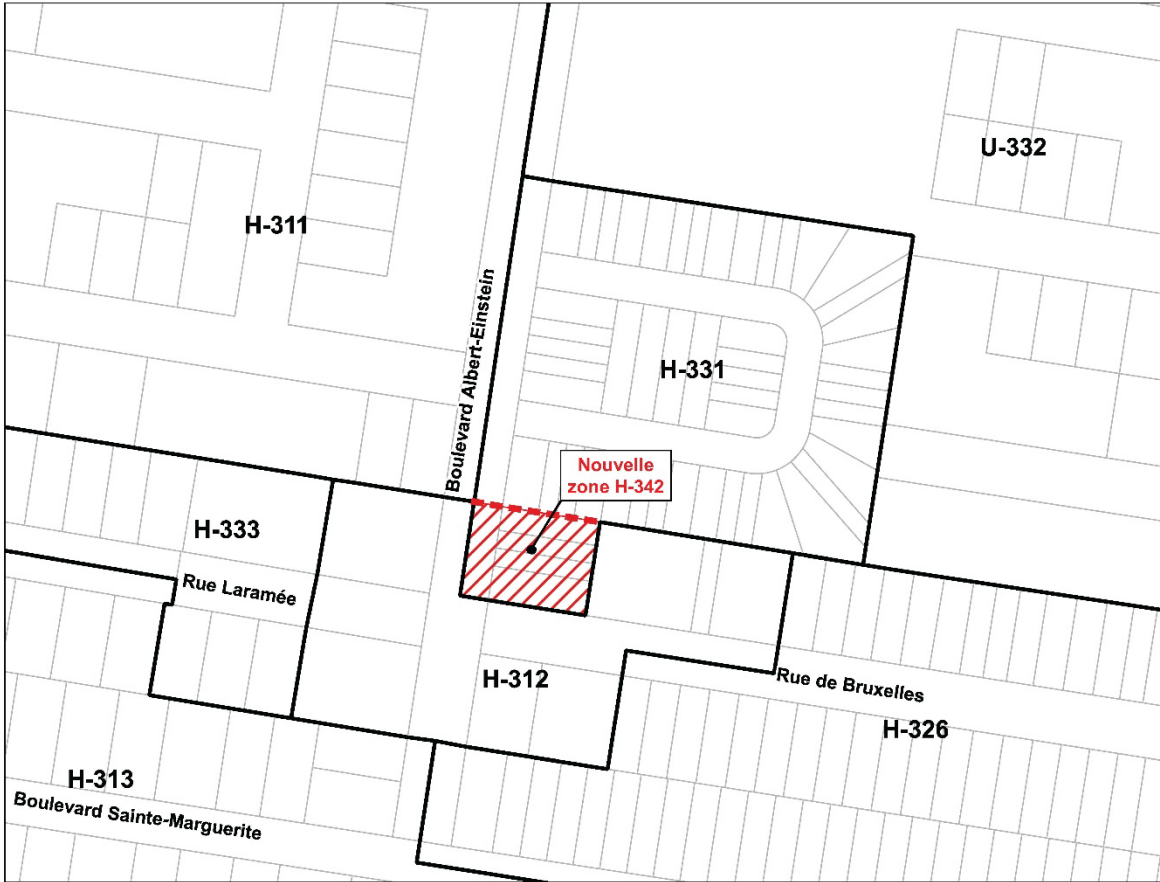 U-332
H-311
Boulevard Albert-Einstein
H-331
Nouvelle
zone H-342
H-333
Rue Laramée
H-312
Rue de Bruxelles
H-326
H-313
Boulevard Sainte-Marguerite